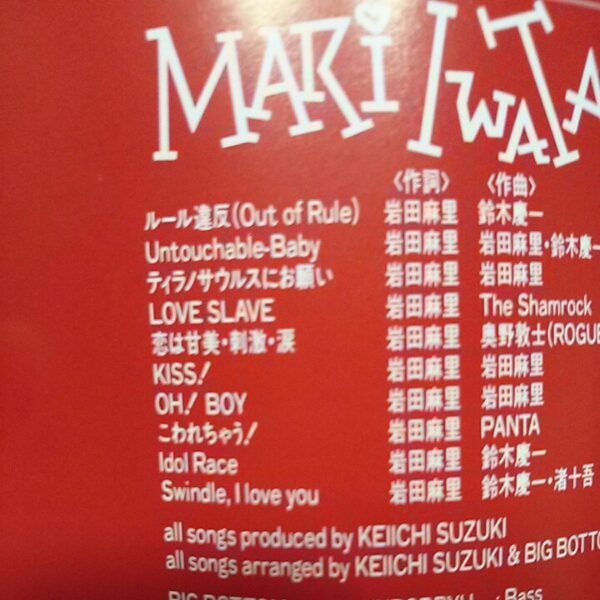 MARi IWATA
〈作詞〉 〈作曲〉
ルール違反(Out of Rule) 岩田麻里 鈴木慶一
Untouchable-Baby 岩田麻里 岩田麻里・鈴木慶一
ティラノサウルスにお願い 岩田麻里 岩田麻里
LOVE SLAVE 岩田麻里 The Shamrock
恋は甘美・刺激・涙 岩田麻里 奥野敦士(ROGUE
KISS! 岩田麻里 岩田麻里
OH! BOY 岩田麻里 岩田麻里
こわれちゃう! 岩田麻里 PANTA
Idol Race 岩田麻里 鈴木慶一
Swindle, I love you 岩田麻里 鈴木慶一・渚十吾
all songs produced by KEIICHI SUZUKI
all songs arranged by KEIICHI SUZUKI & BIG BOTTO
Bass